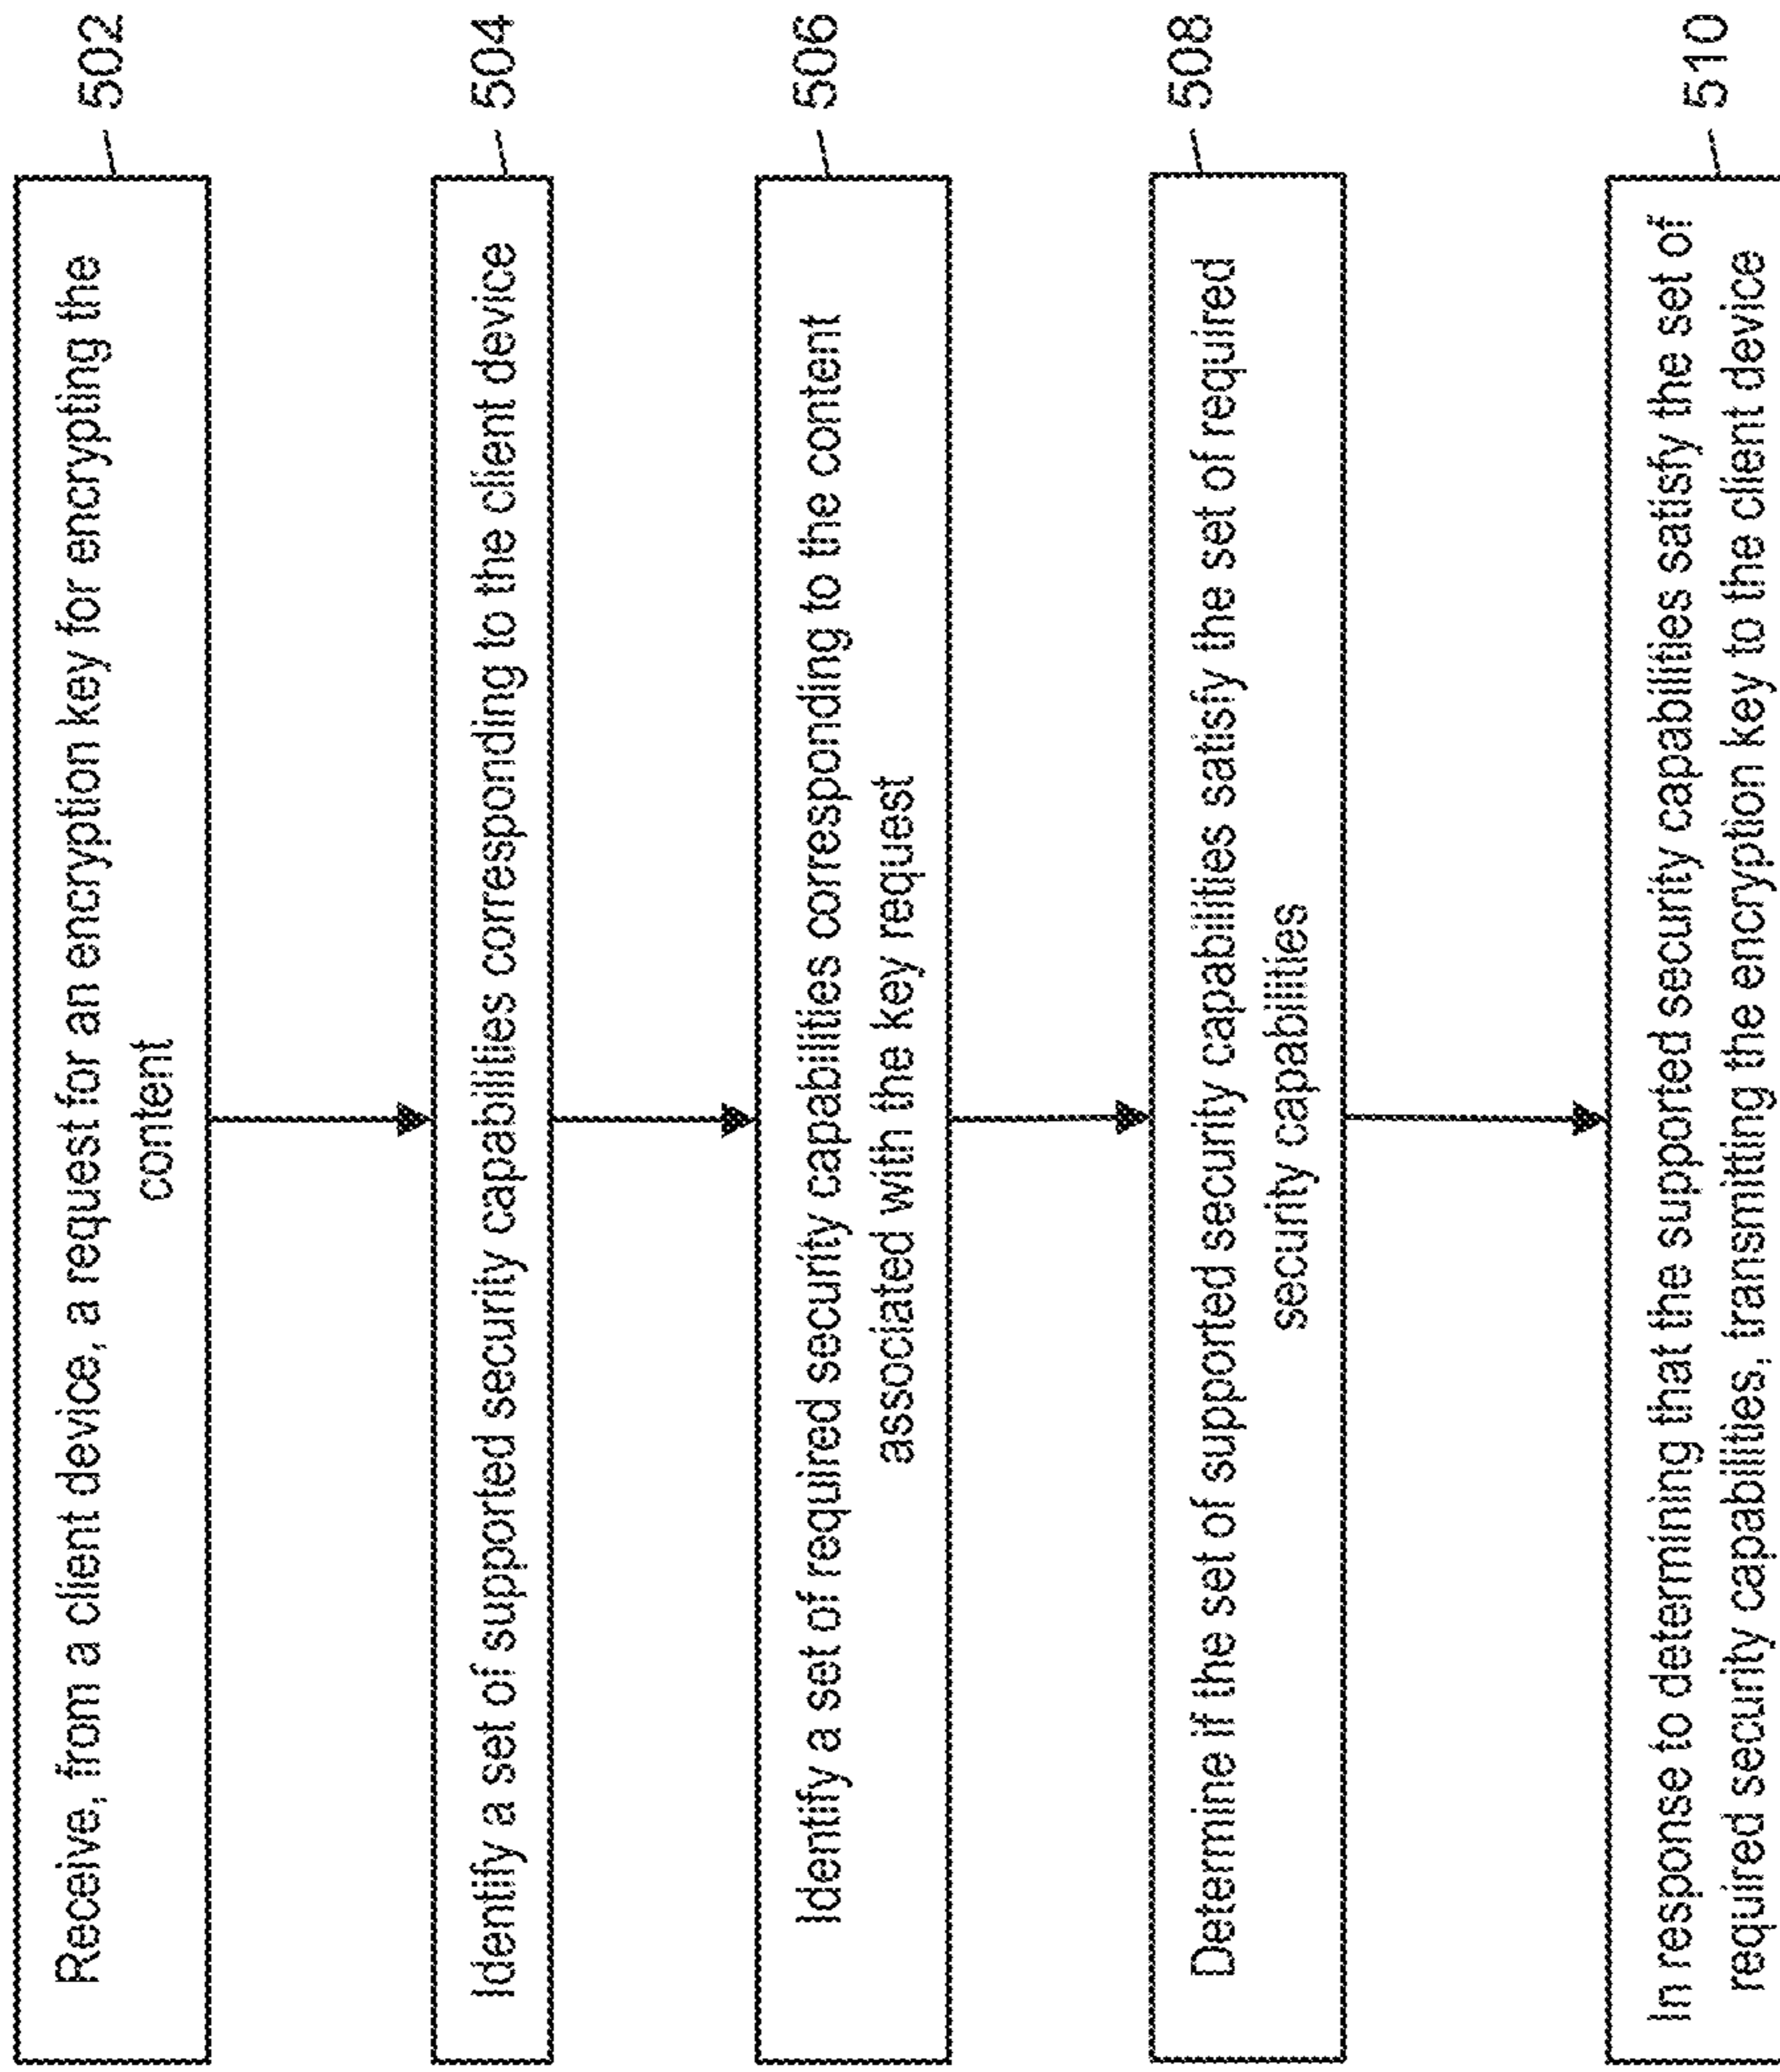 Receive, from a client device, a request for an encryption key for encrypting the
content
502
Identify a set of supported security capabilities corresponding to the client device
504
Identify a set of required security capabilities corresponding to the content
associated with the key request
506
Determine if the set of supported security capabilities satisfy the set of required
security capabilities
508
In response to determining that the supported security capabilities satisfy the set of
required security capabilities, transmitting the encryption key to the client device
510